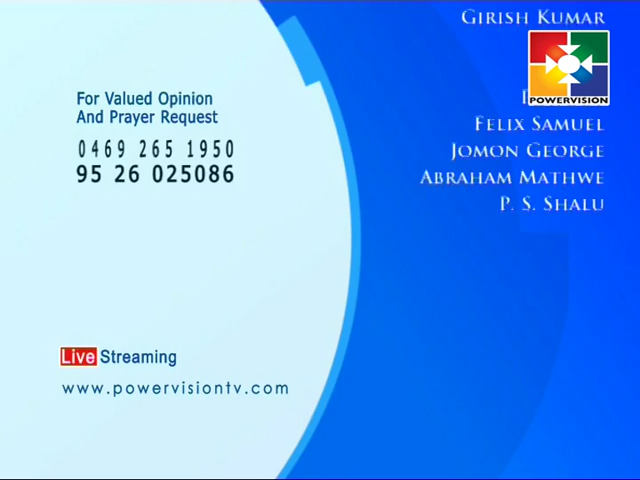 GIRISH KUMAR
POWERVISION
FELIX SAMUEL
JOMON GEORGE
ABRAHAM MATHWE
P. S. SHALU
For Valued Opinion
And Prayer Request
0469 265 1950
95 26 025086
Live Streaming
www.powervisiontv.com